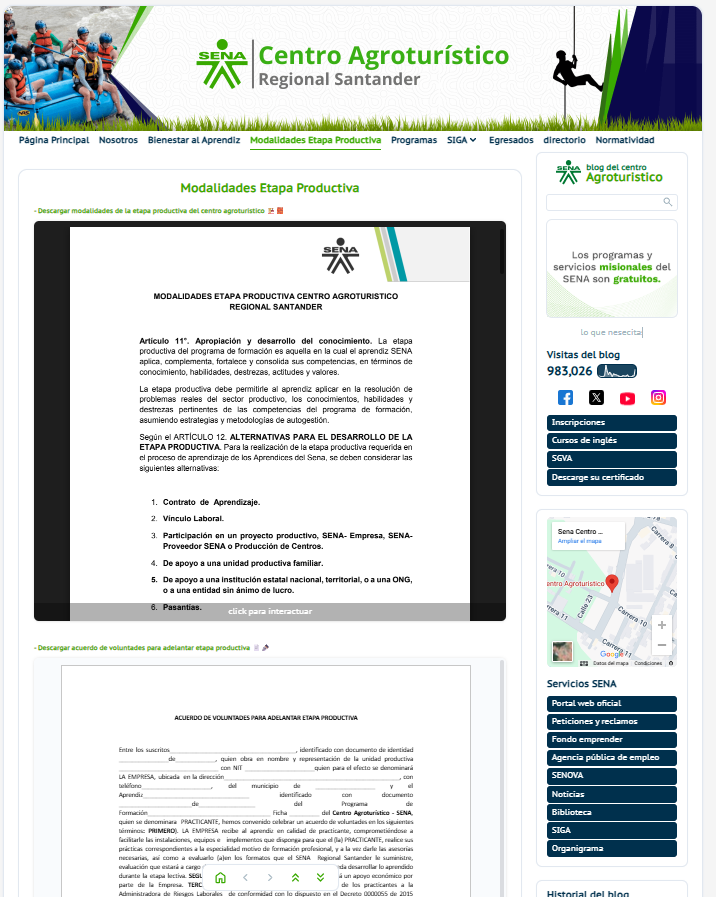 SENA
Centro Agroturístico
Regional Santander
Página Principal Nosotros Bienestar al Aprendiz Modalidades Etapa Productiva Programas SIGA Egresados directorio Normatividad
Modalidades Etapa Productiva
- Descargar modalidades de la etapa productiva del centro agroturistico
SENA
MODALIDADES ETAPA PRODUCTIVA CENTRO AGROTURISTICO
REGIONAL SANTANDER
Artículo 11°. Apropiación y desarrollo del conocimiento. La etapa
productiva del programa de formación es aquella en la cual el aprendiz SENA
aplica, complementa, fortalece y consolida sus competencias, en términos de
conocimiento, habilidades, destrezas, actitudes y valores.
La etapa productiva debe permitirle al aprendiz aplicar en la resolución de
problemas reales del sector productivo, los conocimientos, habilidades y
destrezas pertinentes de las competencias del programa de formación,
asumiendo estrategias y metodologías de autogestión.
Según el ARTÍCULO 12. ALTERNATIVAS PARA EL DESARROLLO DE LA
ETAPA PRODUCTIVA. Para la realización de la etapa productiva requerida en
el proceso de aprendizaje de los Aprendices del Sena, se deben considerar las
siguientes alternativas:
1. Contrato de Aprendizaje.
2. Vínculo Laboral.
3. Participación en un proyecto productivo, SENA- Empresa, SENA-
Proveedor SENA o Producción de Centros.
4. De apoyo a una unidad productiva familiar.
5. De apoyo a una institución estatal nacional, territorial, o a una ONG,
o a una entidad sin ánimo de lucro.
6. Pasantías.
click para interactuar
- Descargar acuerdo de voluntades para adelantar etapa productiva
ACUERDO DE VOLUNTADES PARA ADELANTAR ETAPA PRODUCTIVA
Entre los suscritos, identificado con documento de identidad
de, quien obra en nombre y representación de la unidad productiva
con NIT quien para el efecto se denominará
LA EMPRESA, ubicada en la dirección, con
teléfono, del municipio de y el
Aprendiz identificado con documento
de del Programa de
Formación Ficha del Centro Agroturístico - SENA,
quien se denominara PRACTICANTE, hemos convenido celebrar un acuerdo de voluntades en los siguientes
términos: PRIMERO). LA EMPRESA recibe al aprendiz en calidad de practicante, comprometiéndose a
facilitarle las instalaciones, equipos e implementos que disponga para que el (la) PRACTICANTE, realice sus
prácticas correspondientes a la especialidad motivo de formación profesional, y a la vez darle las asesorías
necesarias, así como a evaluarlo (a)en los formatos que el SENA Regional Santander le suministre,
evaluación que estará a cargo da desarrollar lo aprendido
durante la etapa lectiva. SEGU á un apoyo económico por
parte de la Empresa. TERC de los practicantes a la
Administradora de Riesgos Laborales de conformidad con lo dispuesto en el Decreto 0000055 de 2015
SENA
blog del centro
Agroturistico
Los programas y
servicios misionales del
SENA son gratuitos.
lo que nesecita
Visitas del blog
983,026
Inscripciones
Cursos de inglés
SGVA
Descargue su certificado
Sena Centro ...
Ampliar el mapa
entro Agroturístico
Calle 23
Carrera 10
Carrera 9
Carrera 11
rrera 11
Google
Datos del mapa Condiciones
Servicios SENA
Portal web oficial
Peticiones y reclamos
Fondo emprender
Agencia pública de empleo
SENOVA
Noticias
Biblioteca
SIGA
Organigrama
Historial del blog